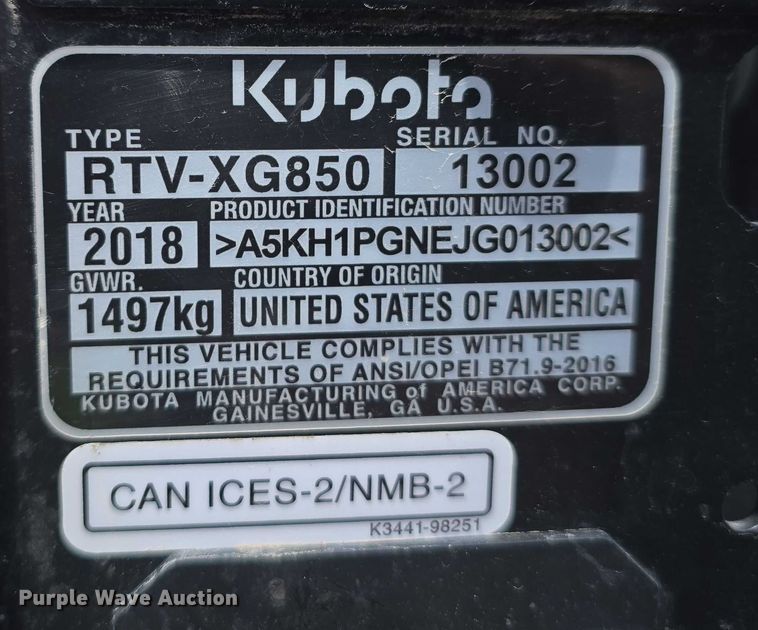 Kubota
TYPE SERIAL NO.
RTV-XG850 13002
YEAR PRODUCT IDENTIFICATION NUMBER
2018 >A5KH1PGNEJG013002<
GVWR. COUNTRY OF ORIGIN
1497kg UNITED STATES OF AMERICA
THIS VEHICLE COMPLIES WITH THE
REQUIREMENTS OF ANSI/OPEI B71.9-2016
KUBOTA MANUFACTURING of AMERICA CORP.
GAINESVILLE, GA U.S.A.
CAN ICES-2/NMB-2
K3441-98251
Purple Wave Auction